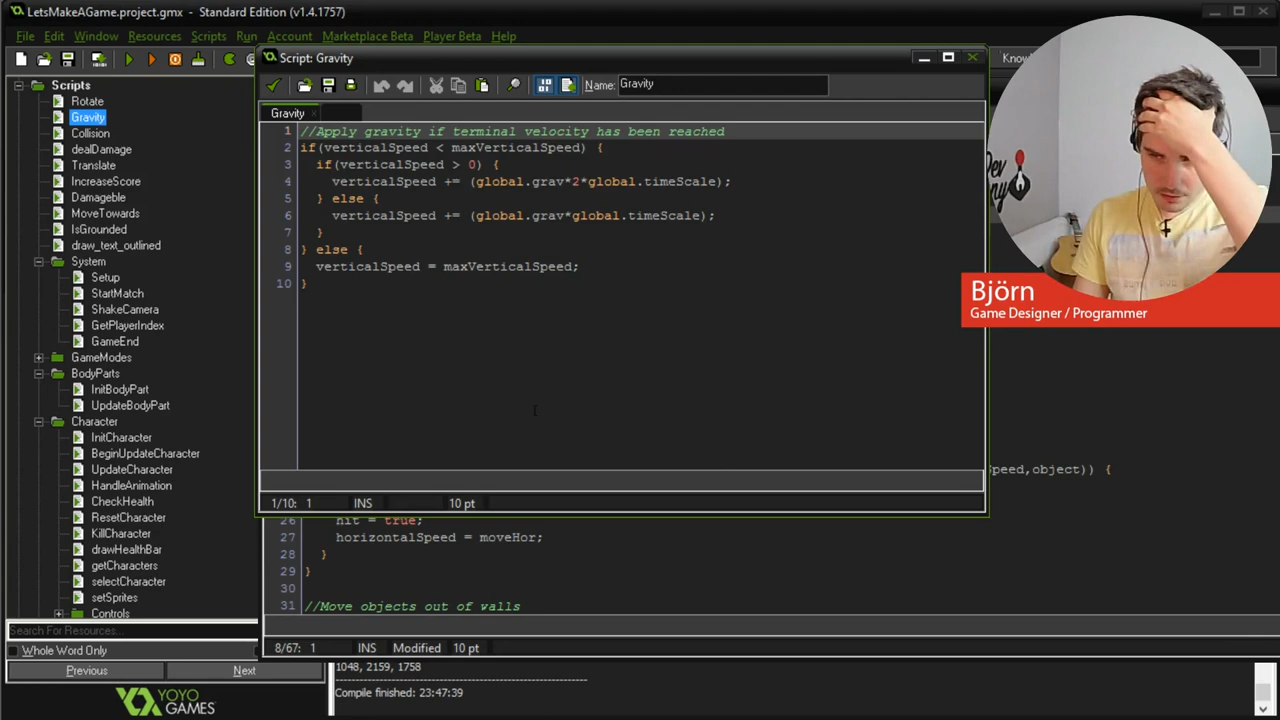 LetsMakeAGame.project.gmx - Standard Edition (v1.4.1757)
File Edit Window Resources Scripts Run Account Marketplace Beta Player Beta Help
Script: Gravity
Name: Gravity
Gravity
1 //Apply gravity if terminal velocity has been reached
2 if(verticalSpeed < maxVerticalSpeed) {
3 if(verticalSpeed > 0) {
4 verticalSpeed += (global.grav*2*global.timeScale);
5 } else {
6 verticalSpeed += (global.grav*global.timeScale);
7 }
8 } else {
9 verticalSpeed = maxVerticalSpeed;
10 }
1/10: 1 INS 10 pt
Scripts
Rotate
Gravity
Collision
dealDamage
Translate
IncreaseScore
Damageble
MoveTowards
IsGrounded
draw_text_outlined
System
Setup
StartMatch
ShakeCamera
GetPlayerIndex
GameEnd
GameModes
BodyParts
InitBodyPart
UpdateBodyPart
Character
InitCharacter
BeginUpdateCharacter
UpdateCharacter
HandleAnimation
CheckHealth
ResetCharacter
KillCharacter
drawHealthBar
getCharacters
selectCharacter
setSprites
Controls
Search For Resources...
Whole Word Only
Previous Next
YOYO
GAMES
Björn
Game Designer / Programmer
peed,object)) {
26 hit = true;
27 horizontalSpeed = moveHor;
28 }
29 }
30
31 //Move objects out of walls
8/67: 1 INS Modified 10 pt
1048, 2159, 1758
Compile finished: 23:47:39